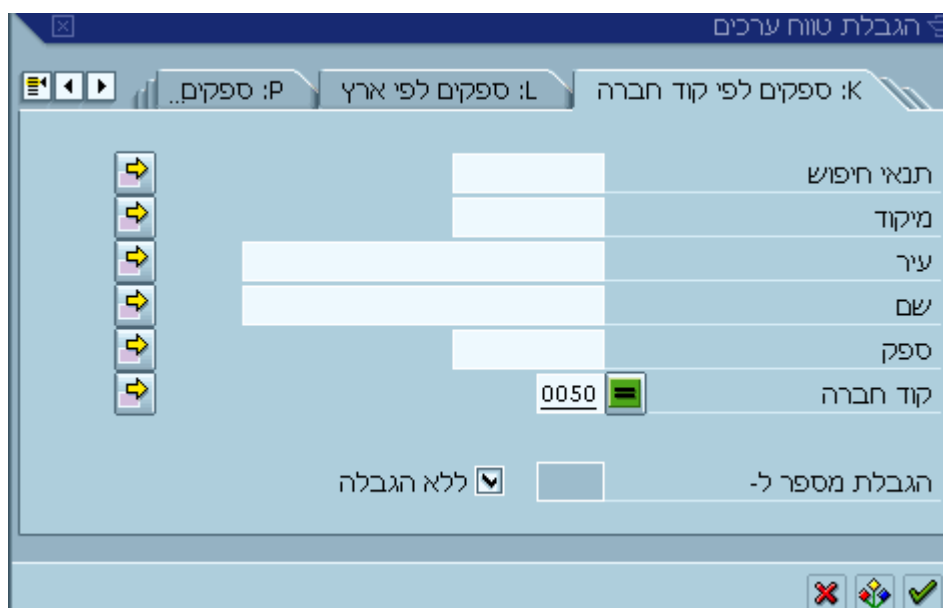 הגבלת טווח ערכים
K: ספקים לפי קוד חברה
L: ספקים לפי ארץ
P: ספקים...
תנאי חיפוש
מיקוד
עיר
שם
ספק
קוד חברה 0050
הגבלת מספר ל- ללא הגבלה